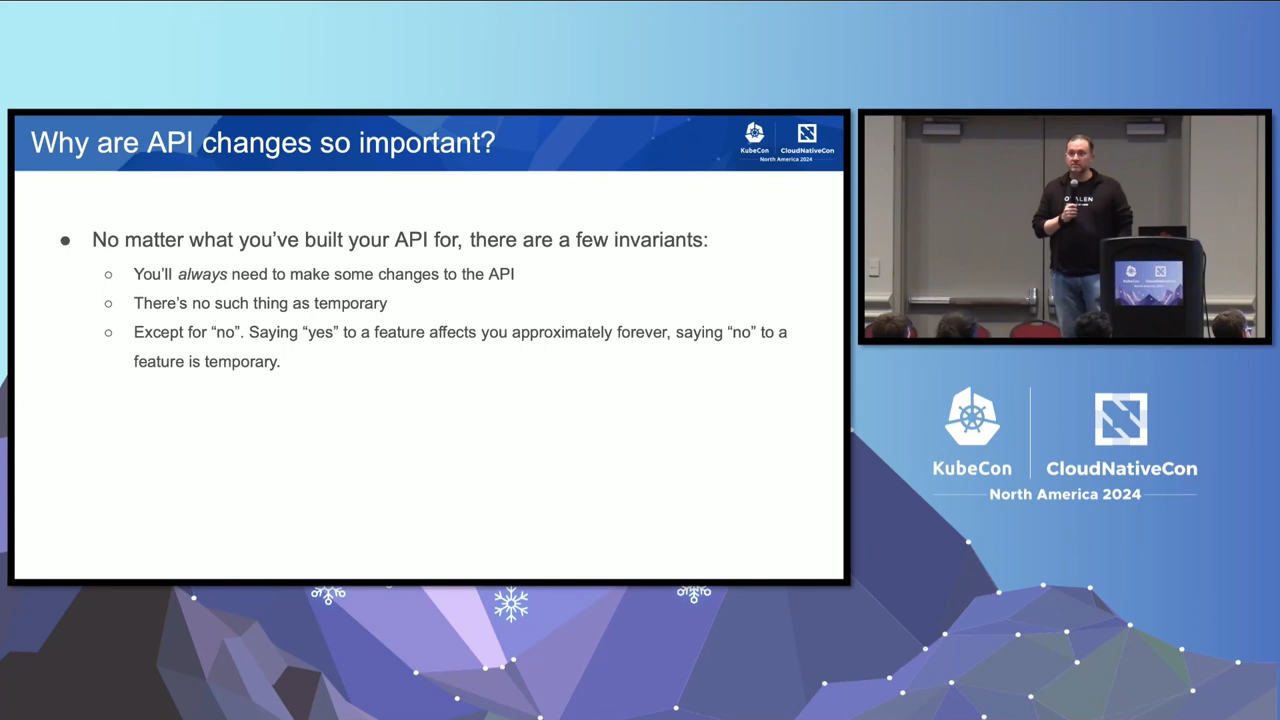 Why are API changes so important?
KubeCon
CloudNativeCon
North America 2024
● No matter what you’ve built your API for, there are a few invariants:
○ You’ll always need to make some changes to the API
○ There’s no such thing as temporary
○ Except for “no”. Saying “yes” to a feature affects you approximately forever, saying “no” to a
feature is temporary.
KubeCon
CloudNativeCon
North America 2024